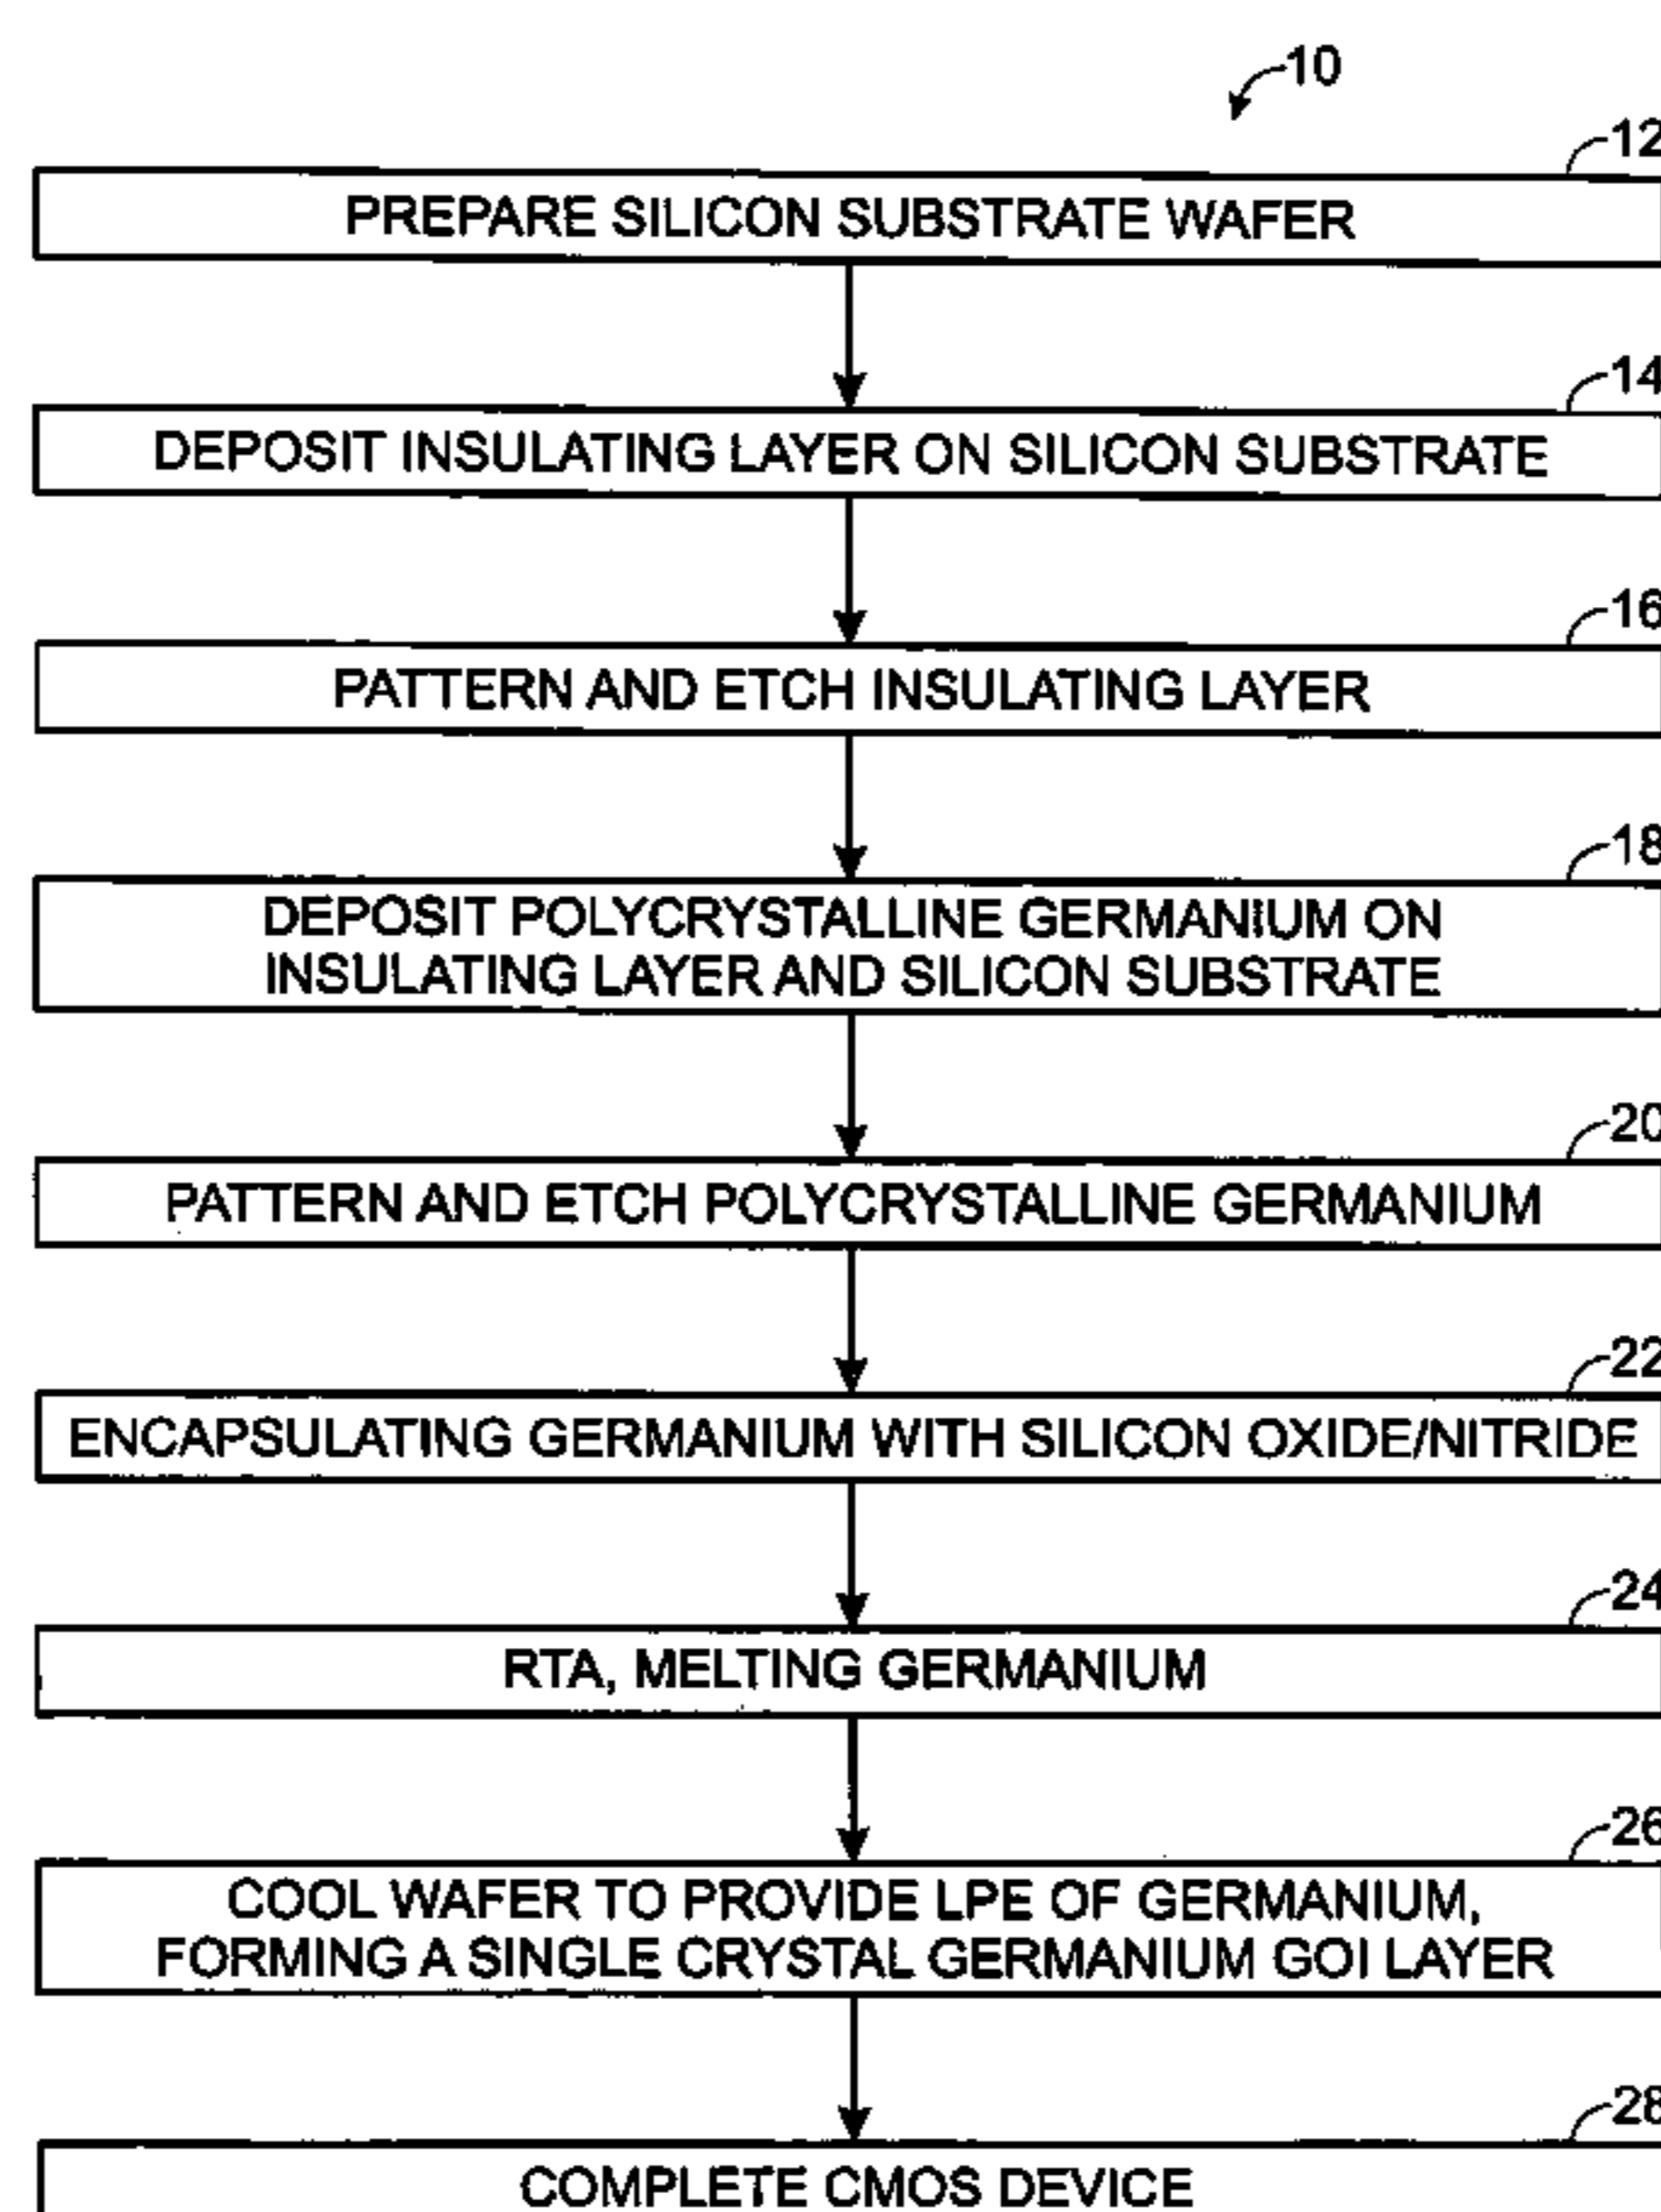 10
12
PREPARE SILICON SUBSTRATE WAFER
14
DEPOSIT INSULATING LAYER ON SILICON SUBSTRATE
16
PATTERN AND ETCH INSULATING LAYER
18
DEPOSIT POLYCRYSTALLINE GERMANIUM ON
INSULATING LAYER AND SILICON SUBSTRATE
20
PATTERN AND ETCH POLYCRYSTALLINE GERMANIUM
22
ENCAPSULATING GERMANIUM WITH SILICON OXIDE/NITRIDE
24
RTA, MELTING GERMANIUM
26
COOL WAFER TO PROVIDE LPE OF GERMANIUM,
FORMING A SINGLE CRYSTAL GERMANIUM GOI LAYER
28
COMPLETE CMOS DEVICE